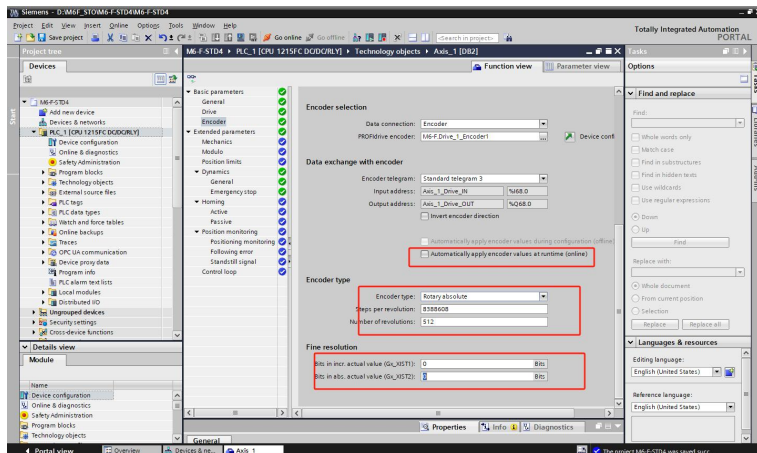 Siemens - D:\M6F_STO\M6-F-STD4\M6-F-STD4
Project Edit View Insert Online Options Tools Window Help
Totally Integrated Automation
PORTAL
Save project
Go online
Go offline
<Search in project>
Project tree
M6-F-STD4 ▸ PLC_1 [CPU 1215FC DC/DC/RLY] ▸ Technology objects ▸ Axis_1 [DB2]
Tasks
Devices
Function view
Parameter view
Options
M6-F-STD4
Add new device
Devices & networks
PLC_1 [CPU 1215FC DC/DC/RLY]
Device configuration
Online & diagnostics
Safety Administration
Program blocks
Technology objects
External source files
PLC tags
PLC data types
Watch and force tables
Online backups
Traces
OPC UA communication
Device proxy data
Program info
PLC alarm text lists
Local modules
Distributed I/O
Ungrouped devices
Security settings
Cross-device functions
Details view
Module
Name
Device configuration
Online & diagnostics
Safety Administration
Program blocks
Technology objects
Basic parameters
General
Drive
Encoder
Extended parameters
Mechanics
Modulo
Position limits
Dynamics
General
Emergency stop
Homing
Active
Passive
Position monitoring
Positioning monitoring
Following error
Standstill signal
Control loop
Encoder selection
Data connection: Encoder
PROFIdrive encoder: M6-F.Drive_1_Encoder1 ... Device confi
Data exchange with encoder
Encoder telegram: Standard telegram 3
Input address: Axis_1_Drive_IN %I68.0
Output address: Axis_1_Drive_OUT %Q68.0
Invert encoder direction
Automatically apply encoder values during configuration (offline)
Automatically apply encoder values at runtime (online)
Encoder type
Encoder type: Rotary absolute
Steps per revolution: 8388608
Number of revolutions: 512
Fine resolution
Bits in incr. actual value (Gx_XIST1): 0 Bits
Bits in abs. actual value (Gx_XIST2): 0 Bits
Properties
Info
Diagnostics
General
Find and replace
Find:
Whole words only
Match case
Find in substructures
Find in hidden texts
Use wildcards
Use regular expressions
Down
Up
Find
Replace with:
Whole document
From current position
Selection
Replace
Replace all
Languages & resources
Editing language:
English (United States)
Reference language:
English (United States)
Start
Tasks
Libraries
Portal view
Overview
Devices & ne...
Axis_1
The project M6-F-STD4 was saved succ